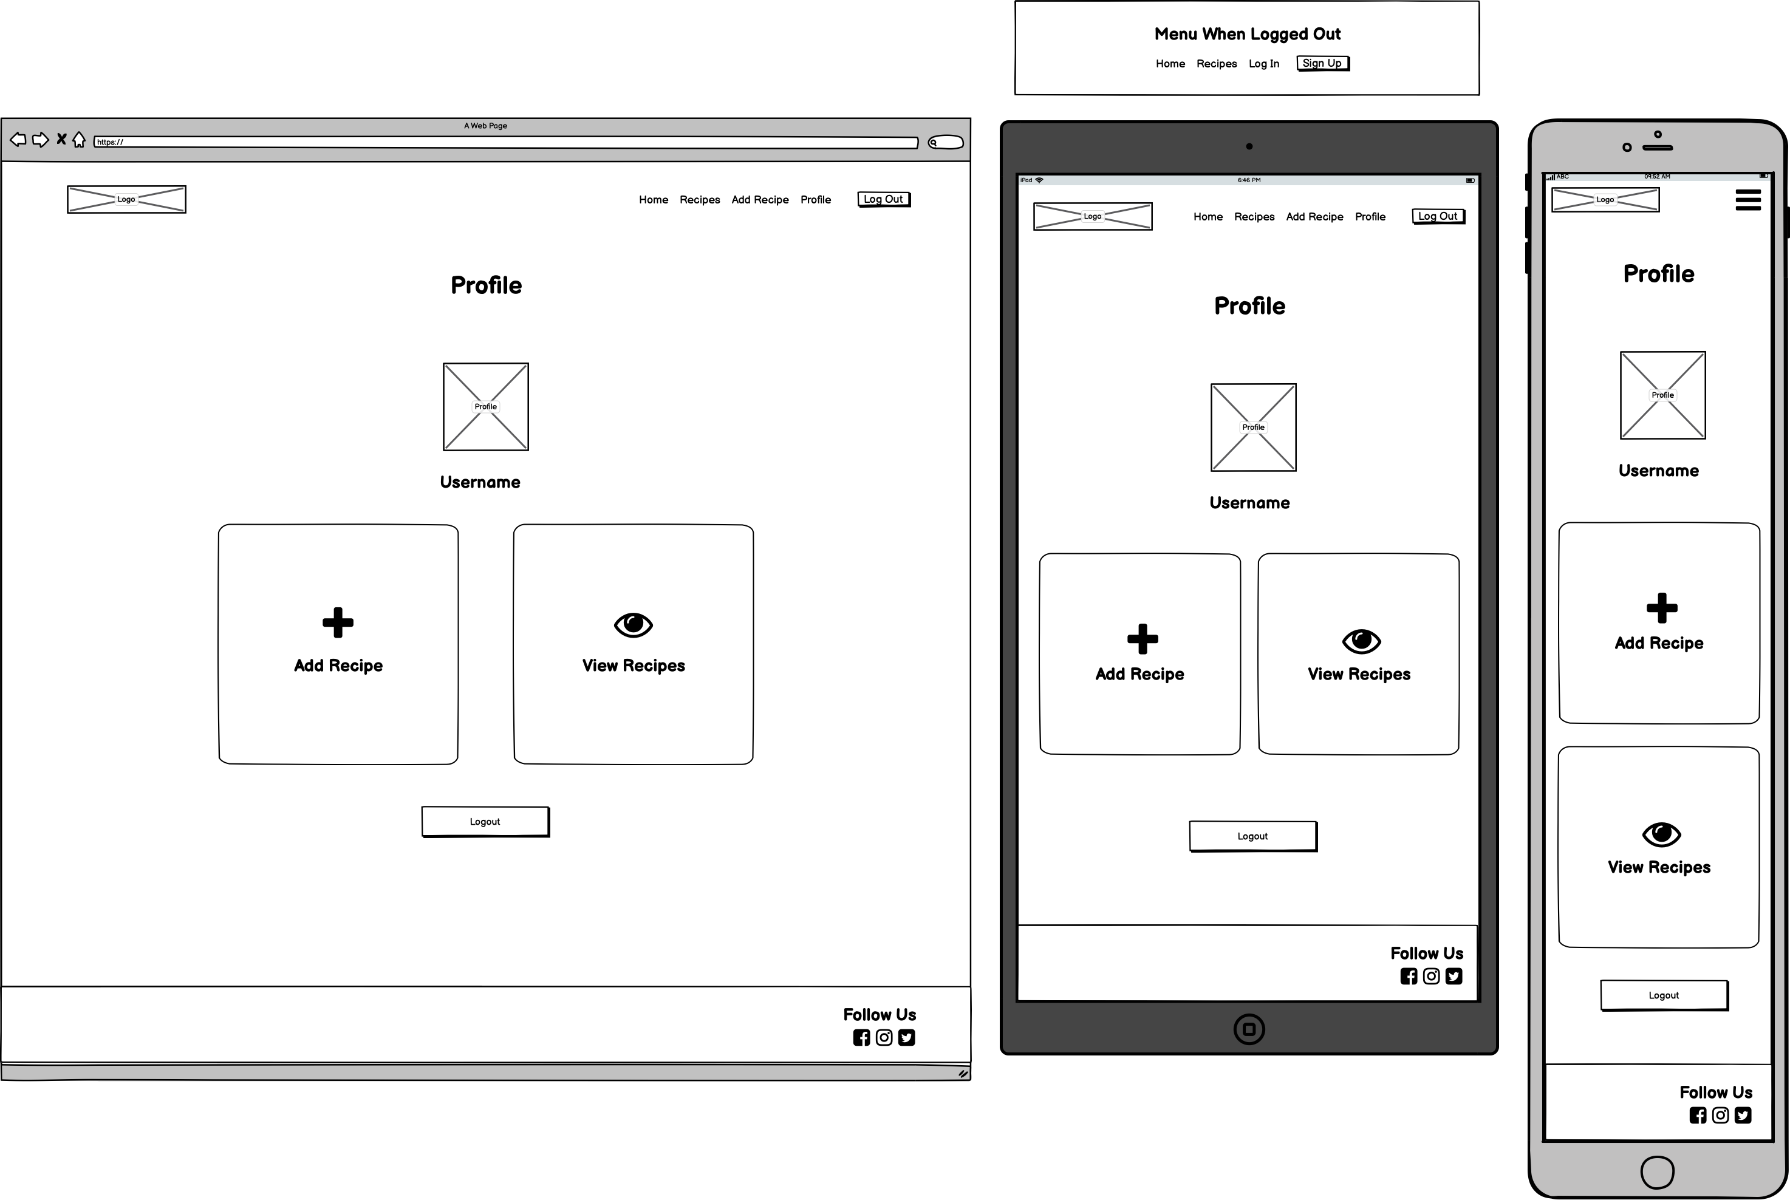 Menu When Logged Out
Home Recipes Log In Sign Up
A Web Page
https://
Logo
Home Recipes Add Recipe Profile Log Out
Profile
Profile
Username
Add Recipe
View Recipes
Logout
Follow Us
iPad 6:46 PM
Logo
Home Recipes Add Recipe Profile Log Out
Profile
Profile
Username
Add Recipe
View Recipes
Logout
Follow Us
ABC 09:52 AM
Logo
Profile
Profile
Username
Add Recipe
View Recipes
Logout
Follow Us